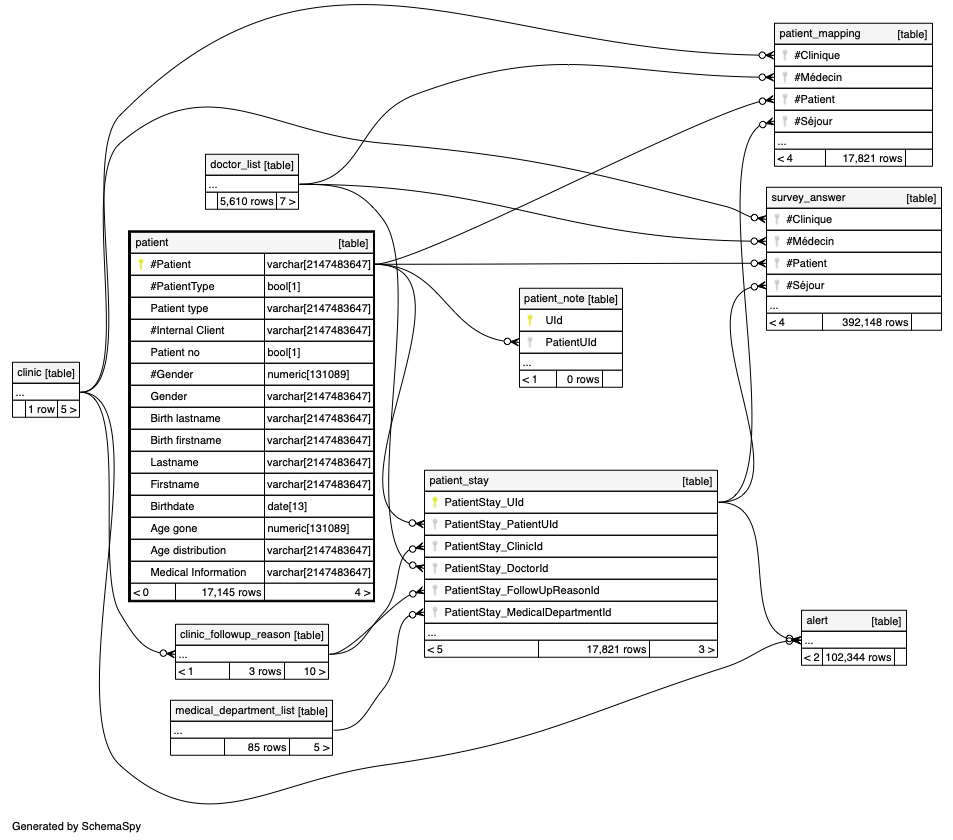 patient_mapping [table]
#Clinique
#Médecin
#Patient
#Séjour
...
< 4 17,821 rows
doctor_list [table]
...
5,610 rows 7 >
survey_answer [table]
#Clinique
#Médecin
#Patient
#Séjour
...
< 4 392,148 rows
patient [table]
#Patient varchar[2147483647]
#PatientType bool[1]
Patient type varchar[2147483647]
#Internal Client varchar[2147483647]
Patient no bool[1]
#Gender numeric[131089]
Gender varchar[2147483647]
Birth lastname varchar[2147483647]
Birth firstname varchar[2147483647]
Lastname varchar[2147483647]
Firstname varchar[2147483647]
Birthdate date[13]
Age gone numeric[131089]
Age distribution varchar[2147483647]
Medical Information varchar[2147483647]
< 0 17,145 rows 4 >
patient_note [table]
UId
PatientUId
...
< 1 0 rows
clinic [table]
...
1 row 5 >
patient_stay [table]
PatientStay_UId
PatientStay_PatientUId
PatientStay_ClinicId
PatientStay_DoctorId
PatientStay_FollowUpReasonId
PatientStay_MedicalDepartmentId
...
< 5 17,821 rows 3 >
clinic_followup_reason [table]
...
< 1 3 rows 10 >
alert [table]
...
< 2 102,344 rows
medical_department_list [table]
...
85 rows 5 >
Generated by SchemaSpy